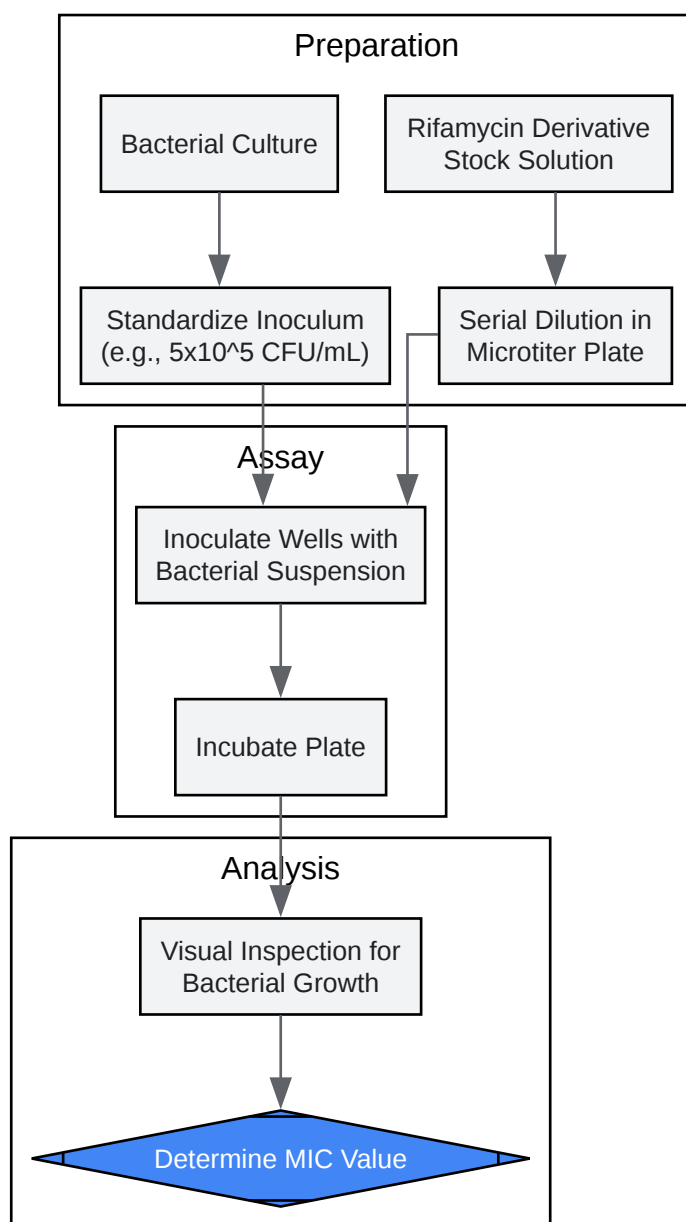 Preparation
Bacterial Culture
Rifamycin Derivative
Stock Solution
Standardize Inoculum
(e.g., 5x10^5 CFU/mL)
Serial Dilution in
Microtiter Plate
Assay
Inoculate Wells with
Bacterial Suspension
Incubate Plate
Analysis
Visual Inspection for
Bacterial Growth
Determine MIC Value